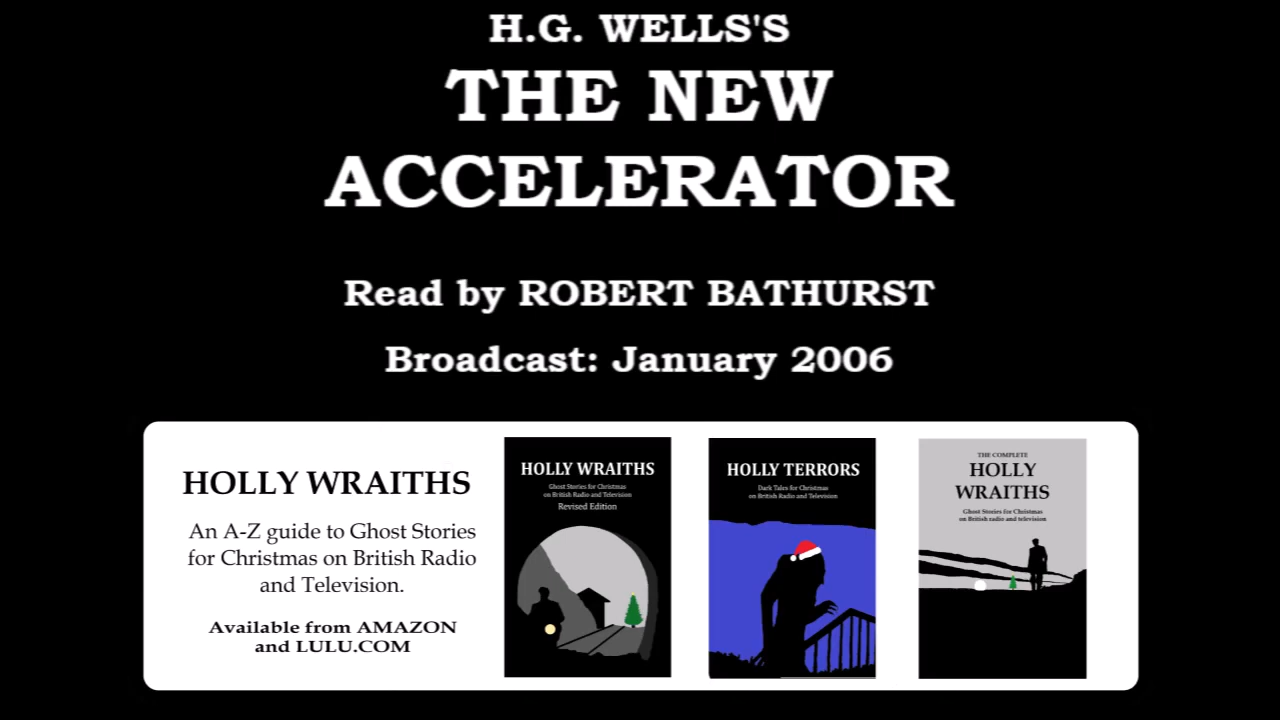 H.G. WELLS'S
THE NEW
ACCELERATOR
Read by ROBERT BATHURST
Broadcast: January 2006
HOLLY WRAITHS
An A-Z guide to Ghost Stories
for Christmas on British Radio
and Television.
Available from AMAZON
and LULU.COM
HOLLY WRAITHS
Ghost Stories for Christmas
on British Radio and Television
Revised Edition
HOLLY TERRORS
Dark Tales for Christmas
on British Radio and Television
THE COMPLETE
HOLLY
WRAITHS
Ghost Stories for Christmas
on British radio and television